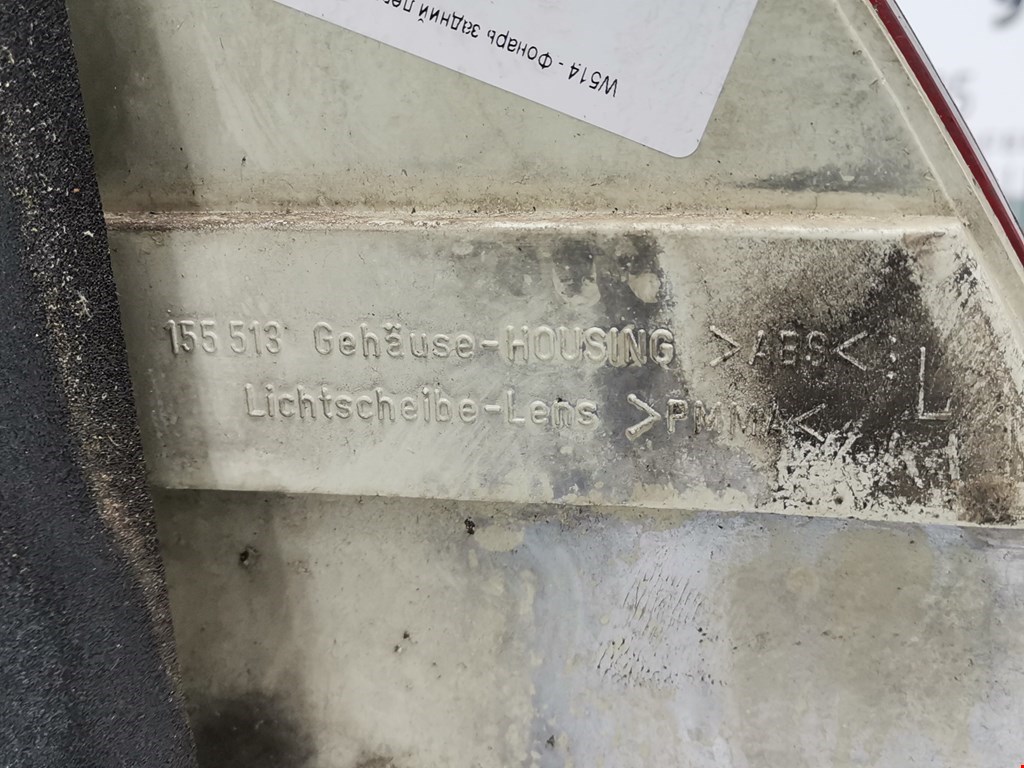 W514 - Фонарь задний
155 513 Gehäuse-HOUSING >ABS< : L
Lichtscheibe-Lens >PMMA<